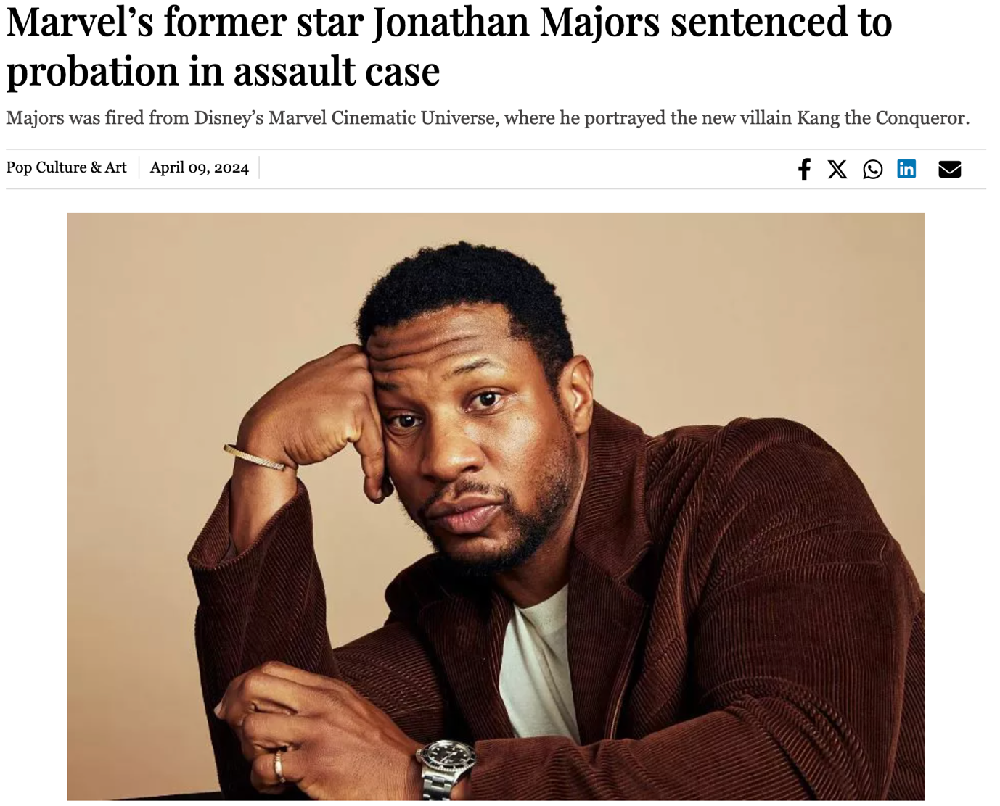 Marvel’s former star Jonathan Majors sentenced to
probation in assault case
Majors was fired from Disney’s Marvel Cinematic Universe, where he portrayed the new villain Kang the Conqueror.
Pop Culture & Art April 09, 2024